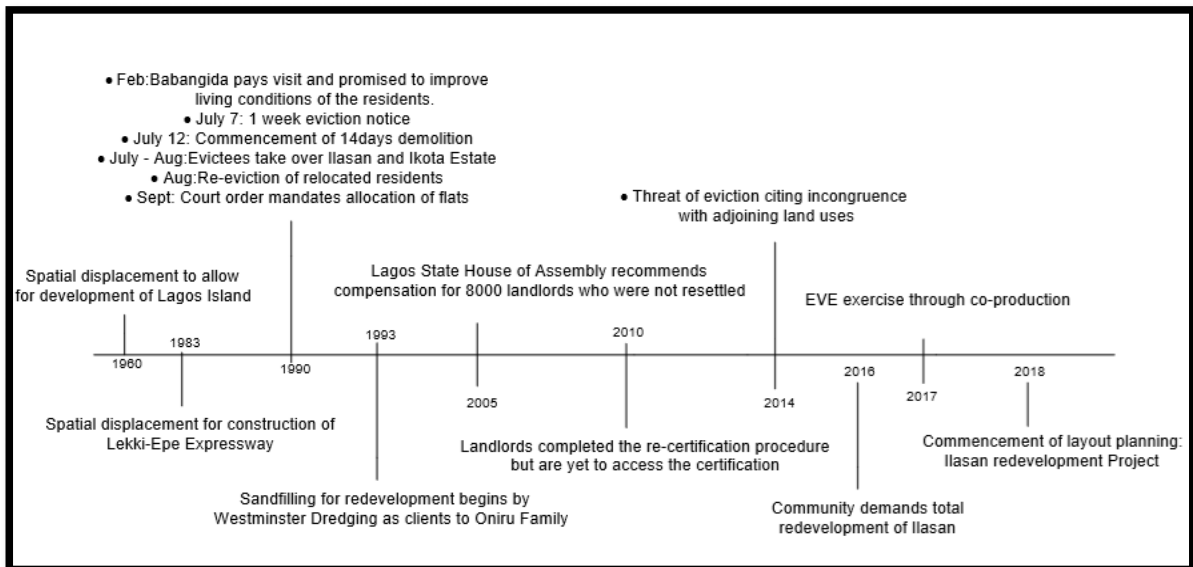 ● Feb:Babangida pays visit and promised to improve
living conditions of the residents.
● July 7: 1 week eviction notice
● July 12: Commencement of 14days demolition
● July - Aug:Evictees take over Ilasan and Ikota Estate
● Aug:Re-eviction of relocated residents
● Sept: Court order mandates allocation of flats
● Threat of eviction citing incongruence
with adjoining land uses
Spatial displacement to allow
for development of Lagos Island
Lagos State House of Assembly recommends
compensation for 8000 landlords who were not resettled
EVE exercise through co-production
1960
1983
1990
1993
2005
2010
2014
2016
2017
2018
Spatial displacement for construction of
Lekki-Epe Expressway
Sandfilling for redevelopment begins by
Westminster Dredging as clients to Oniru Family
Landlords completed the re-certification procedure
but are yet to access the certification
Community demands total
redevelopment of Ilasan
Commencement of layout planning:
Ilasan redevelopment Project